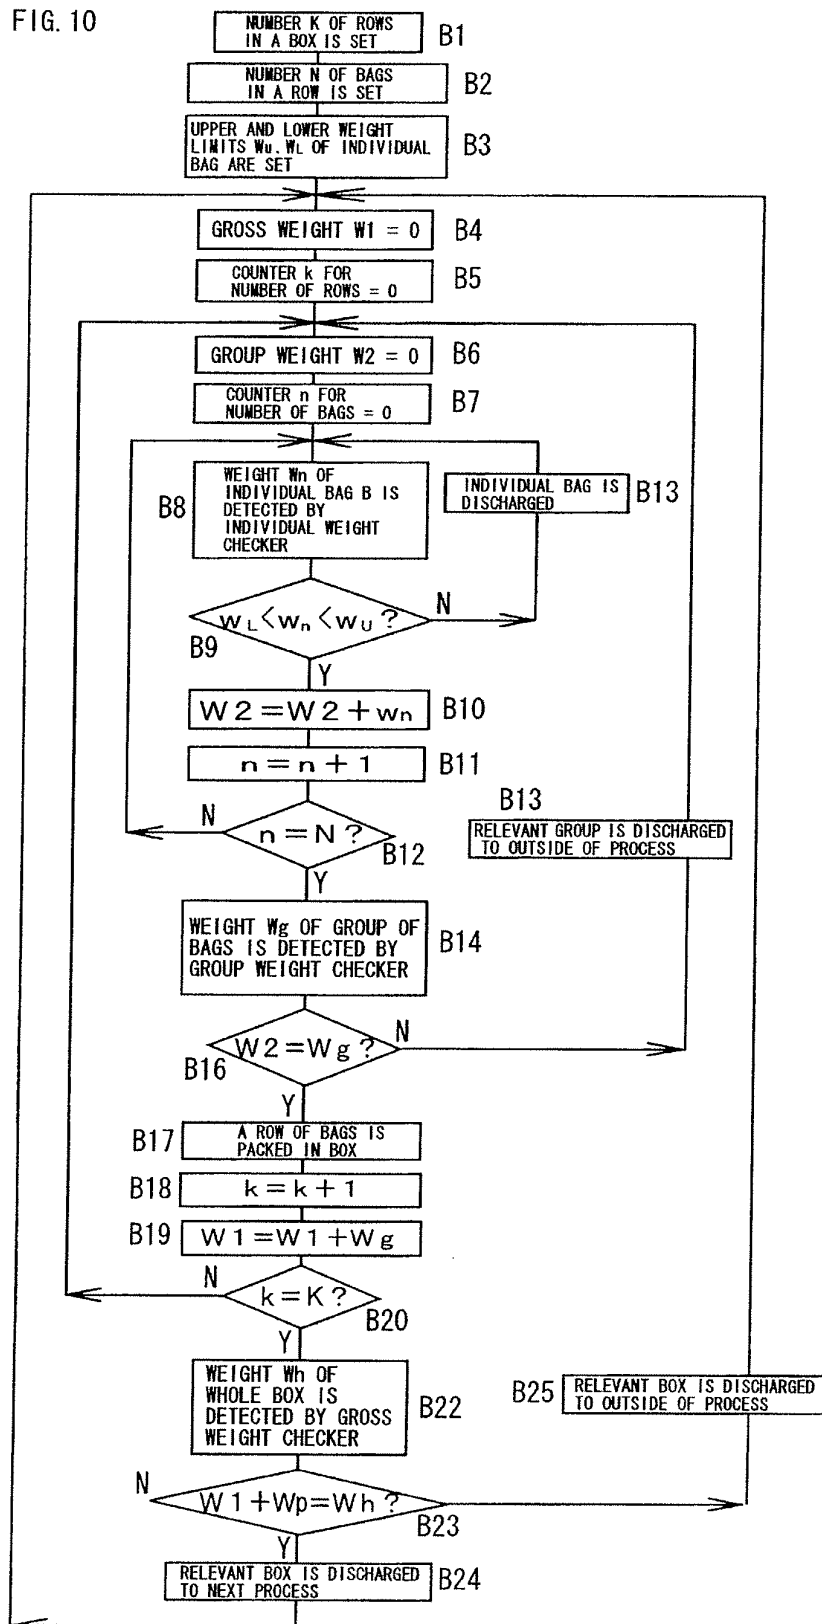 FIG. 10
NUMBER K OF ROWS
IN A BOX IS SET
B1
NUMBER N OF BAGS
IN A ROW IS SET
B2
UPPER AND LOWER WEIGHT
LIMITS Wu. WL OF INDIVIDUAL
BAG ARE SET
B3
GROSS WEIGHT W1 = 0
B4
COUNTER k FOR
NUMBER OF ROWS = 0
B5
GROUP WEIGHT W2 = 0
B6
COUNTER n FOR
NUMBER OF BAGS = 0
B7
WEIGHT Wn OF
INDIVIDUAL BAG B IS
DETECTED BY
INDIVIDUAL WEIGHT
CHECKER
B8
INDIVIDUAL BAG IS
DISCHARGED
B13
wL<wn<wU?
N
B9
Y
W2=W2+wn
B10
n=n+1
B11
N
n=N?
B12
B13
RELEVANT GROUP IS DISCHARGED
TO OUTSIDE OF PROCESS
Y
WEIGHT Wg OF GROUP OF
BAGS IS DETECTED BY
GROUP WEIGHT CHECKER
B14
W2=Wg?
N
B16
Y
B17
A ROW OF BAGS IS
PACKED IN BOX
B18
k=k+1
B19
W1=W1+Wg
N
k=K?
B20
Y
WEIGHT Wh OF
WHOLE BOX IS
DETECTED BY GROSS
WEIGHT CHECKER
B22
B25
RELEVANT BOX IS DISCHARGED
TO OUTSIDE OF PROCESS
N
W1+Wp=Wh?
B23
Y
RELEVANT BOX IS DISCHARGED
TO NEXT PROCESS
B24